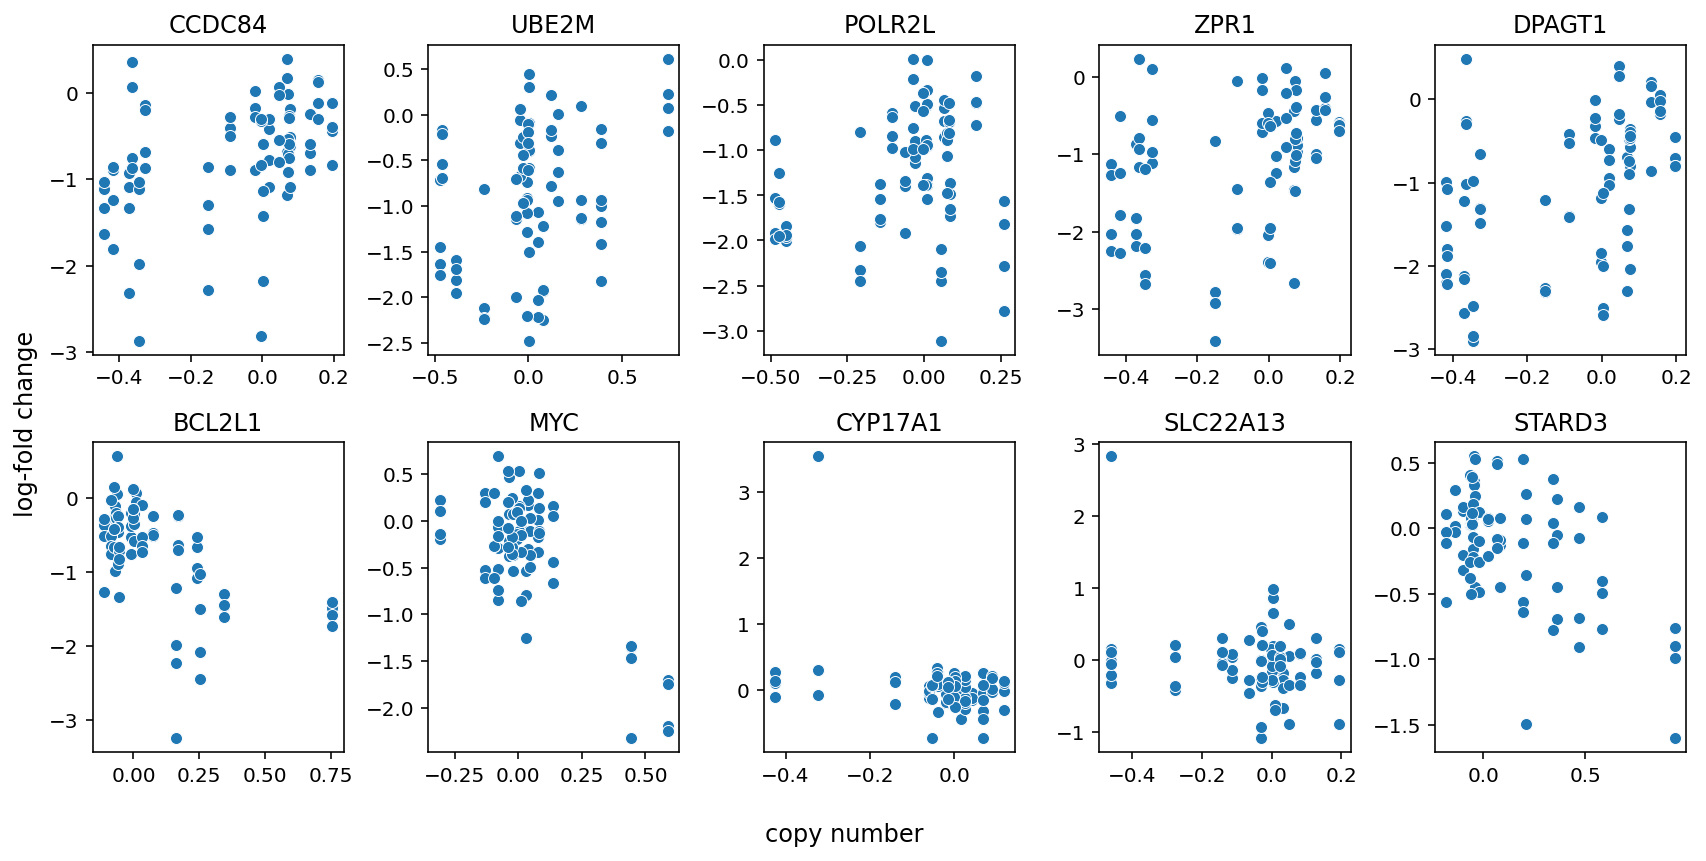 CCDC84 UBE2M POLR2L ZPR1 DPAGT1
0 −1 −2 −3
0.5 0.0 −0.5 −1.0 −1.5 −2.0 −2.5
0.0 −0.5 −1.0 −1.5 −2.0 −2.5 −3.0
0 −1 −2 −3
0 −1 −2 −3
−0.4 −0.2 0.0 0.2
−0.5 0.0 0.5
−0.50 −0.25 0.00 0.25
−0.4 −0.2 0.0 0.2
−0.4 −0.2 0.0 0.2
log-fold change
BCL2L1 MYC CYP17A1 SLC22A13 STARD3
0 −1 −2 −3
0.5 0.0 −0.5 −1.0 −1.5 −2.0
3 2 1 0
3 2 1 0 −1
0.5 0.0 −0.5 −1.0 −1.5
0.00 0.25 0.50 0.75
−0.25 0.00 0.25 0.50
−0.4 −0.2 0.0
−0.4 −0.2 0.0 0.2
0.0 0.5
copy number